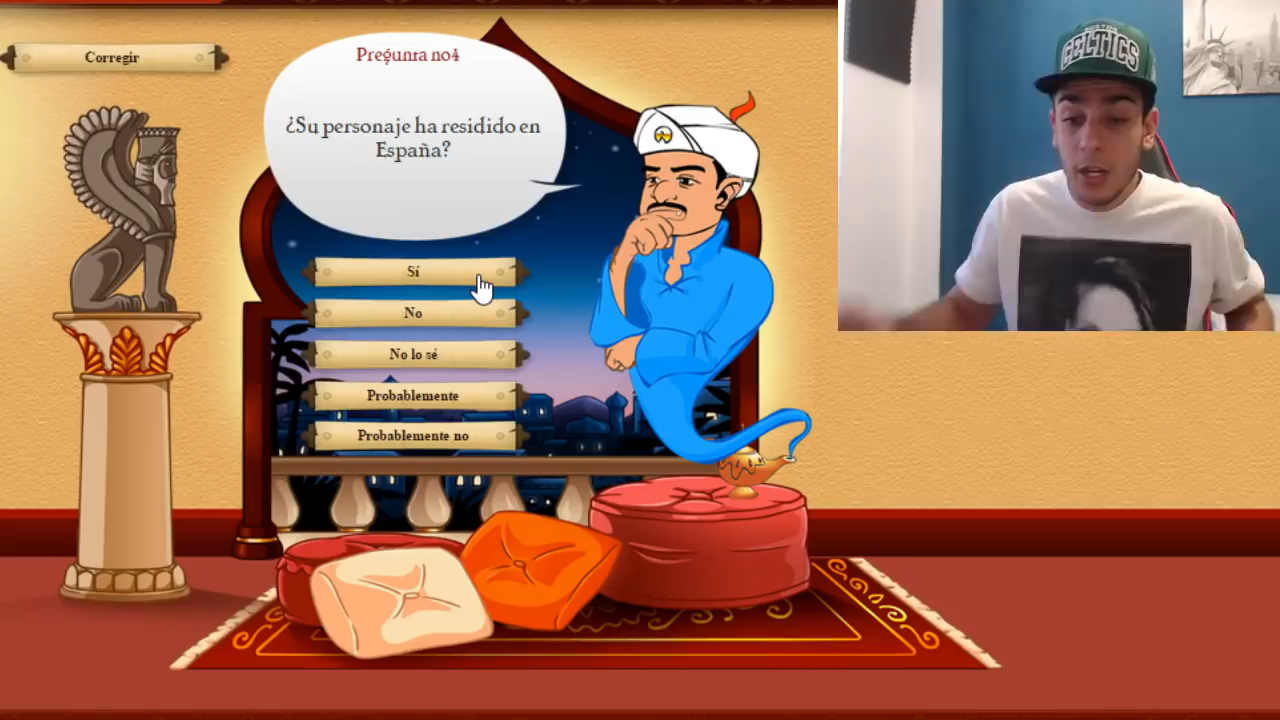 Corregir
Pregunta nº4
¿Su personaje ha residido en
España?
Sí
No
No lo sé
Probablemente
Probablemente no
CELTICS